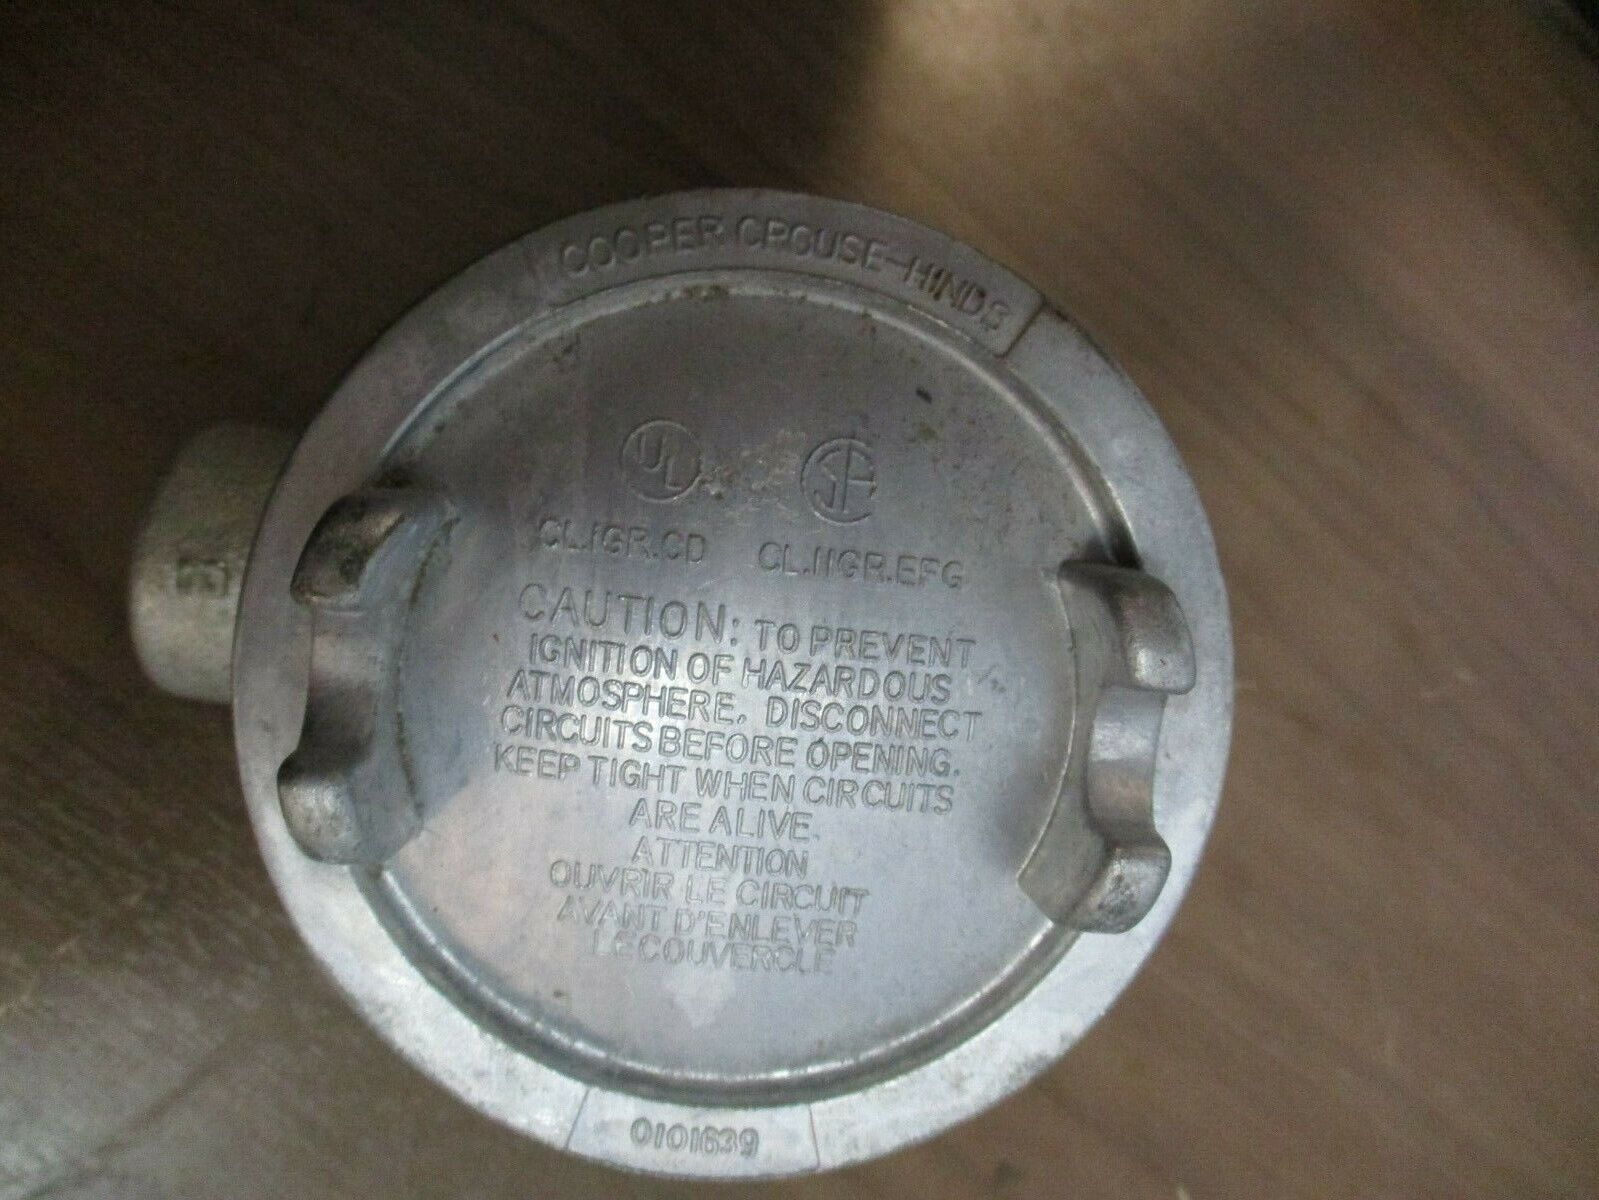 COOPER CROUSE-HINDS
UL SA
CL.I GR.CD CL.II GR.EFG
CAUTION: TO PREVENT
IGNITION OF HAZARDOUS
ATMOSPHERE. DISCONNECT
CIRCUITS BEFORE OPENING.
KEEP TIGHT WHEN CIRCUITS
ARE ALIVE.
ATTENTION
OUVRIR LE CIRCUIT
AVANT D'ENLEVER
LE COUVERCLE
0101639